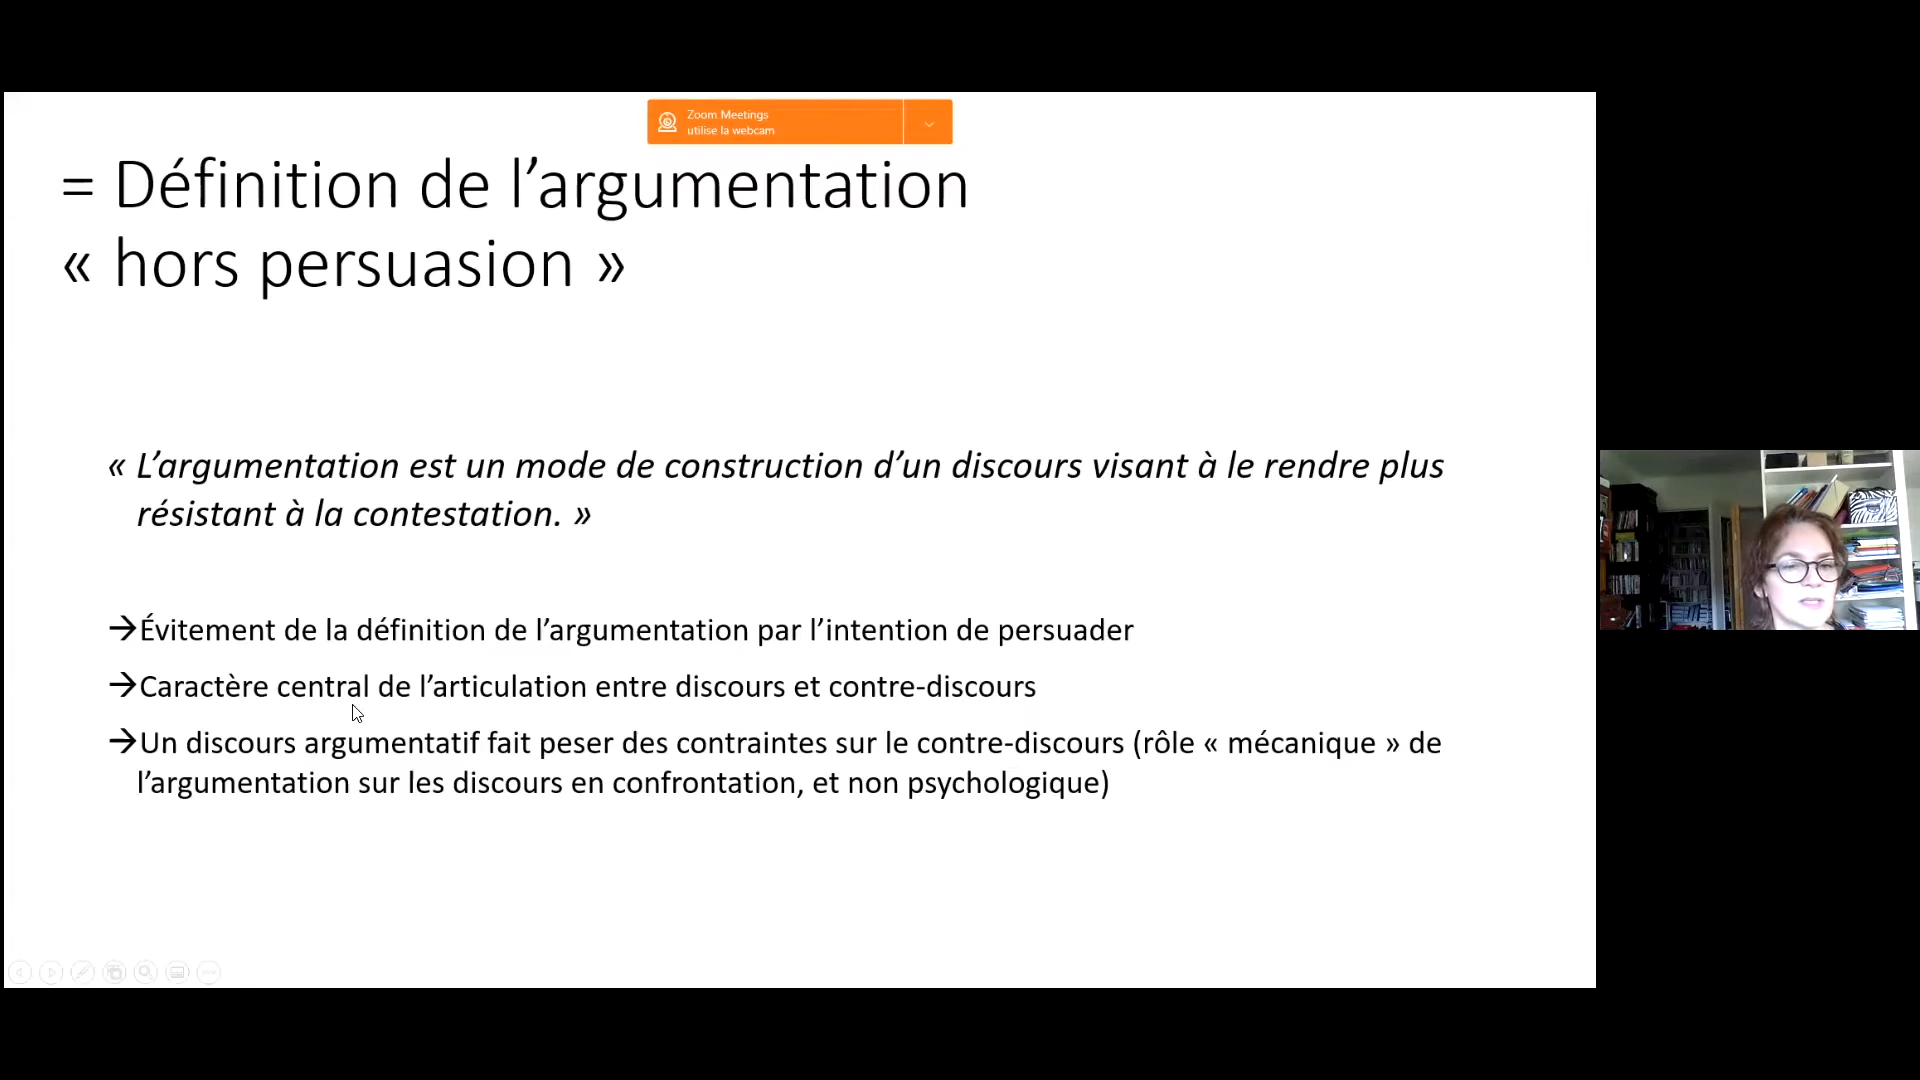 Zoom Meetings
utilise la webcam
= Définition de l’argumentation
« hors persuasion »
« L’argumentation est un mode de construction d’un discours visant à le rendre plus
résistant à la contestation. »
→Évitement de la définition de l’argumentation par l’intention de persuader
→Caractère central de l’articulation entre discours et contre-discours
→Un discours argumentatif fait peser des contraintes sur le contre-discours (rôle « mécanique » de
l’argumentation sur les discours en confrontation, et non psychologique)